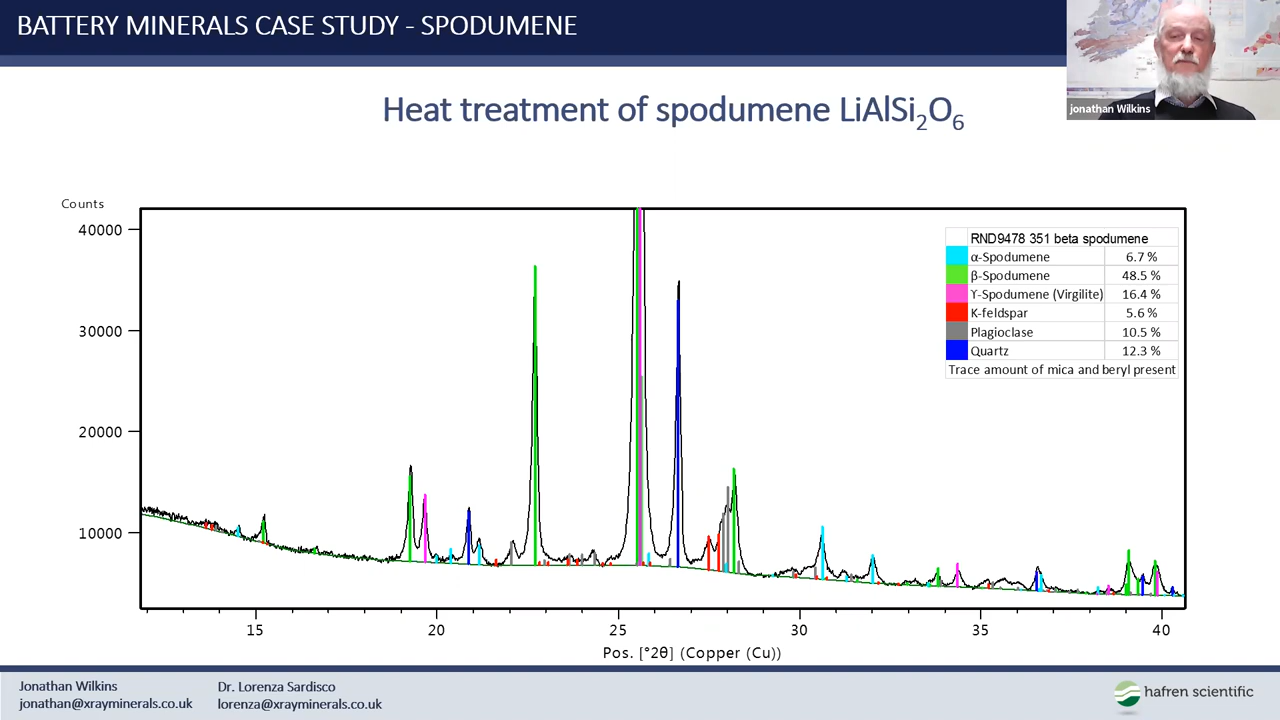 BATTERY MINERALS CASE STUDY - SPODUMENE
jonathan Wilkins
Heat treatment of spodumene LiAlSi₂O₆
Counts
40000
30000
20000
10000
RND9478 351 beta spodumene
α-Spodumene 6.7 %
β-Spodumene 48.5 %
ϒ-Spodumene (Virgilite) 16.4 %
K-feldspar 5.6 %
Plagioclase 10.5 %
Quartz 12.3 %
Trace amount of mica and beryl present
15 20 25 30 35 40
Pos. [°2θ] (Copper (Cu))
Jonathan Wilkins
jonathan@xrayminerals.co.uk
Dr. Lorenza Sardisco
lorenza@xrayminerals.co.uk
hafren scientific